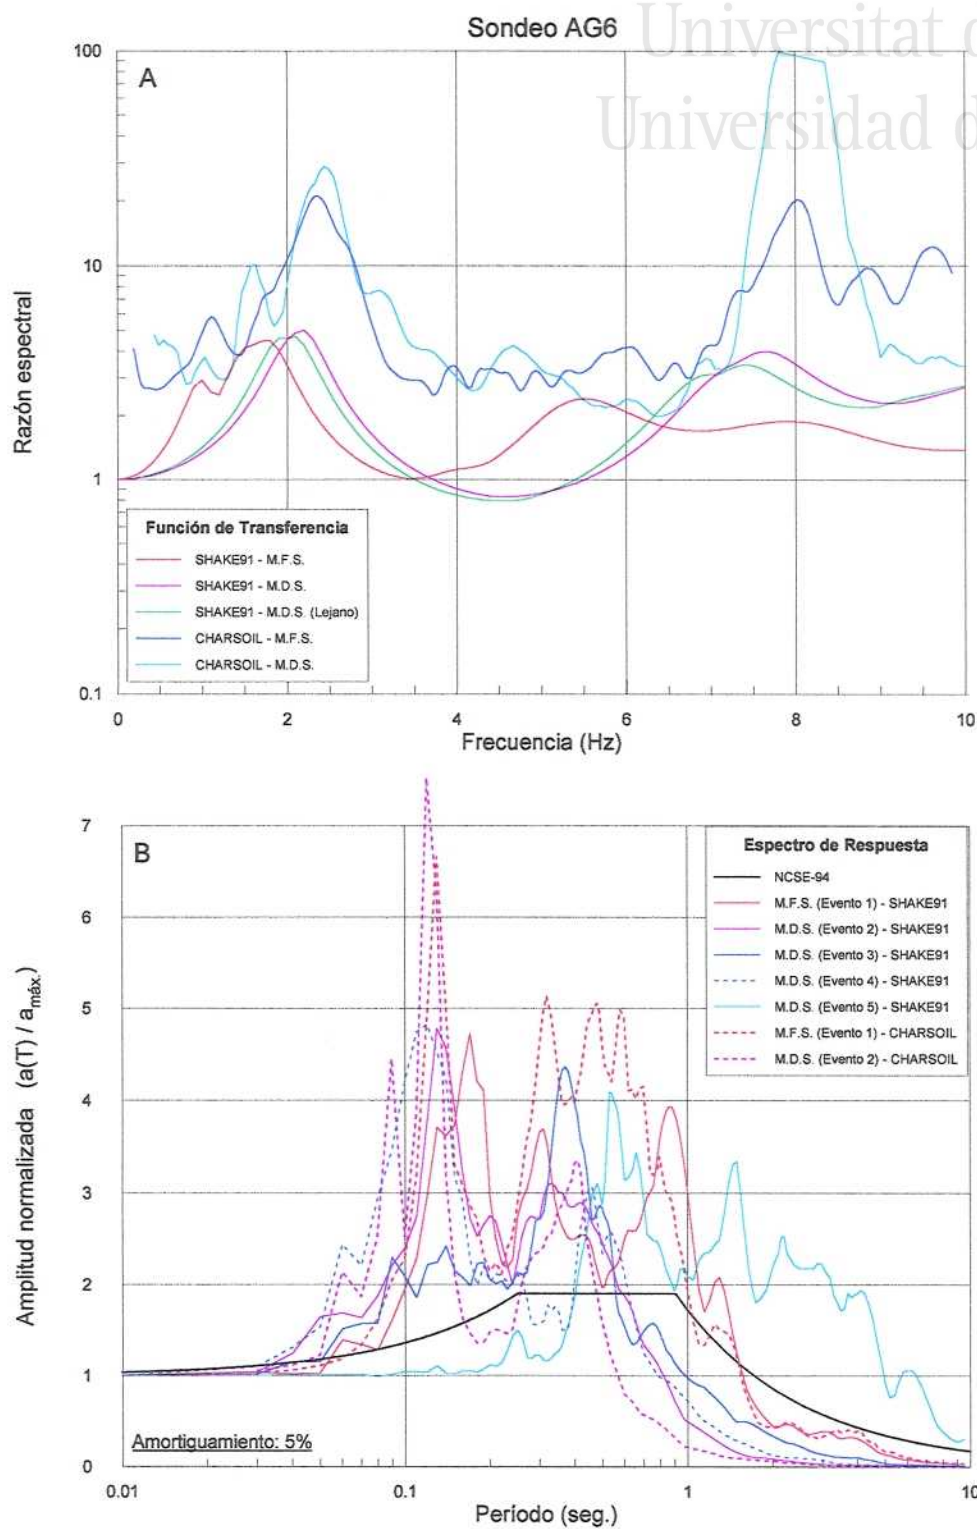 Universitat d
Universidad d
Sondeo AG6
A
100
10
1
0.1
Razón espectral
Función de Transferencia
SHAKE91 - M.F.S.
SHAKE91 - M.D.S.
SHAKE91 - M.D.S. (Lejano)
CHARSOIL - M.F.S.
CHARSOIL - M.D.S.
0 2 4 6 8 10
Frecuencia (Hz)
B
7
6
5
4
3
2
1
0
Amplitud normalizada (a(T) / amáx.)
Espectro de Respuesta
NCSE-94
M.F.S. (Evento 1) - SHAKE91
M.D.S. (Evento 2) - SHAKE91
M.D.S. (Evento 3) - SHAKE91
M.D.S. (Evento 4) - SHAKE91
M.D.S. (Evento 5) - SHAKE91
M.F.S. (Evento 1) - CHARSOIL
M.D.S. (Evento 2) - CHARSOIL
Amortiguamiento: 5%
0.01 0.1 1 10
Período (seg.)